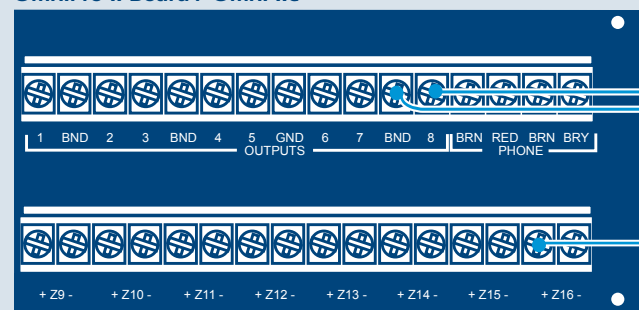 1 BND 2 3 BND 4 5 GND 6 7 BND 8 BRN RED BRN BRY
OUTPUTS PHONE
+ Z9 - + Z10 - + Z11 - + Z12 - + Z13 - + Z14 - + Z15 - + Z16 -